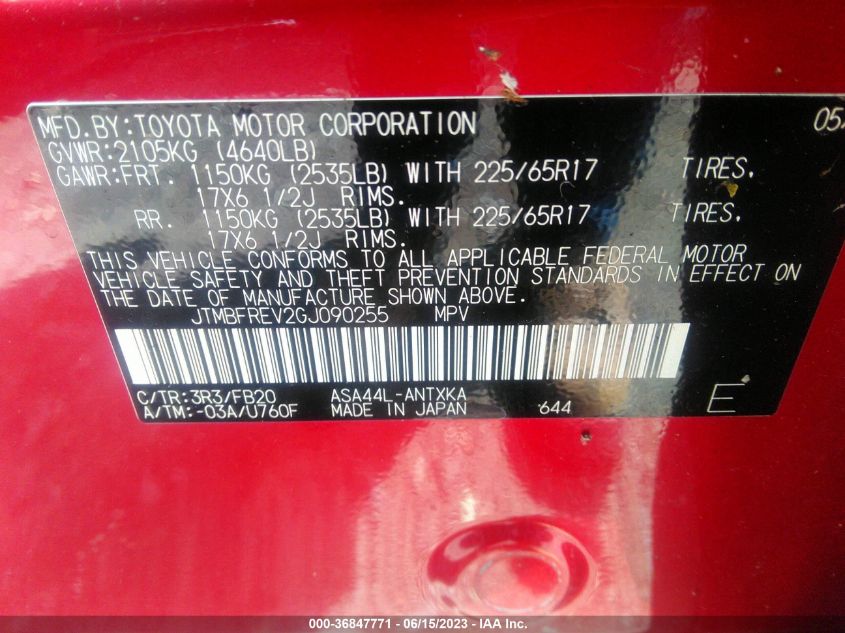 MFD.BY:TOYOTA MOTOR CORPORATION 05/
GVWR:2105KG (4640LB)
GAWR:FRT. 1150KG (2535LB) WITH 225/65R17 TIRES.
17X6 1/2J RIMS.
RR. 1150KG (2535LB) WITH 225/65R17 TIRES.
17X6 1/2J RIMS.
THIS VEHICLE CONFORMS TO ALL APPLICABLE FEDERAL MOTOR
VEHICLE SAFETY AND THEFT PREVENTION STANDARDS IN EFFECT ON
THE DATE OF MANUFACTURE SHOWN ABOVE.
JTMBFREV2GJ090255 MPV
C/TR:3R3/FB20 ASA44L-ANTXKA
A/TM:-03A/U760F MADE IN JAPAN 644 E
000-36847771 - 06/15/2023 - IAA Inc.